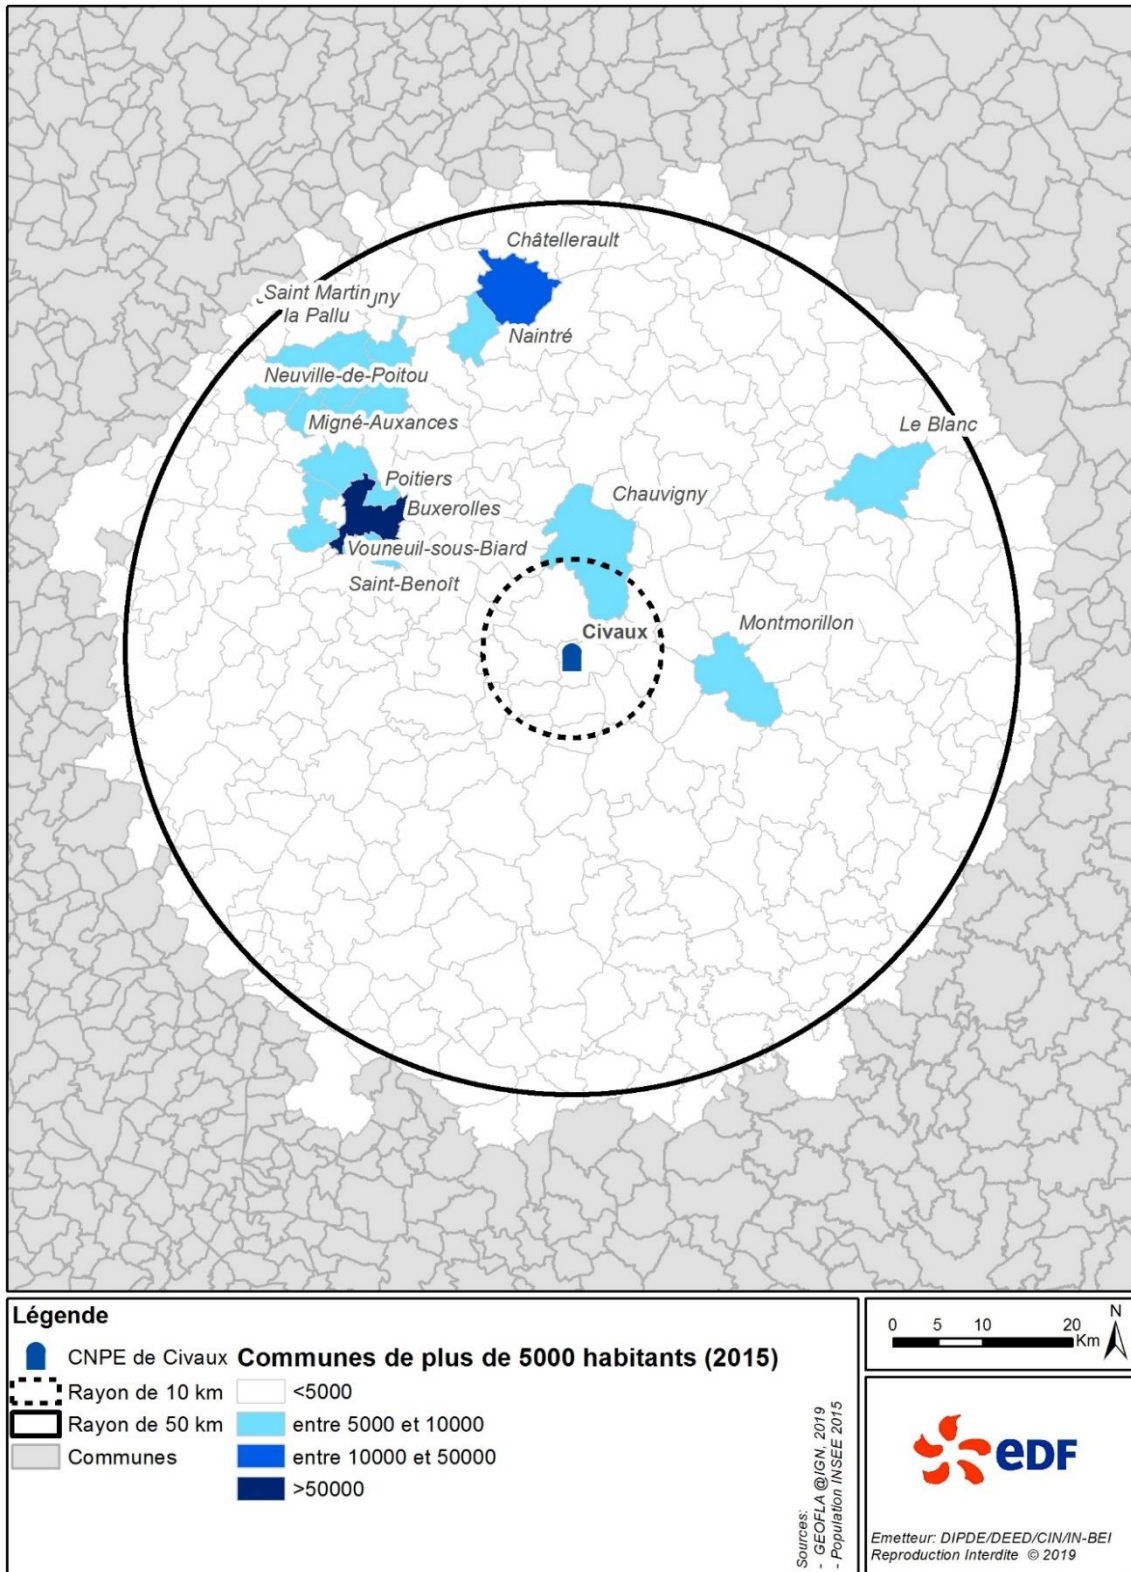 Châtellerault
Saint Martin
la Pallu
Naintré
Neuville-de-Poitou
Migné-Auxances
Le Blanc
Poitiers
Chauvigny
Buxerolles
Vouneuil-sous-Biard
Saint-Benoît
Montmorillon
Civaux
Légende
CNPE de Civaux
Rayon de 10 km
Rayon de 50 km
Communes
Communes de plus de 5000 habitants (2015)
<5000
entre 5000 et 10000
entre 10000 et 50000
>50000
Sources:
- GEOFLA @IGN, 2019
- Population INSEE 2015
0 5 10 20
Km
N
eDF
Emetteur: DIPDE/DEED/CIN/IN-BEI
Reproduction Interdite © 2019